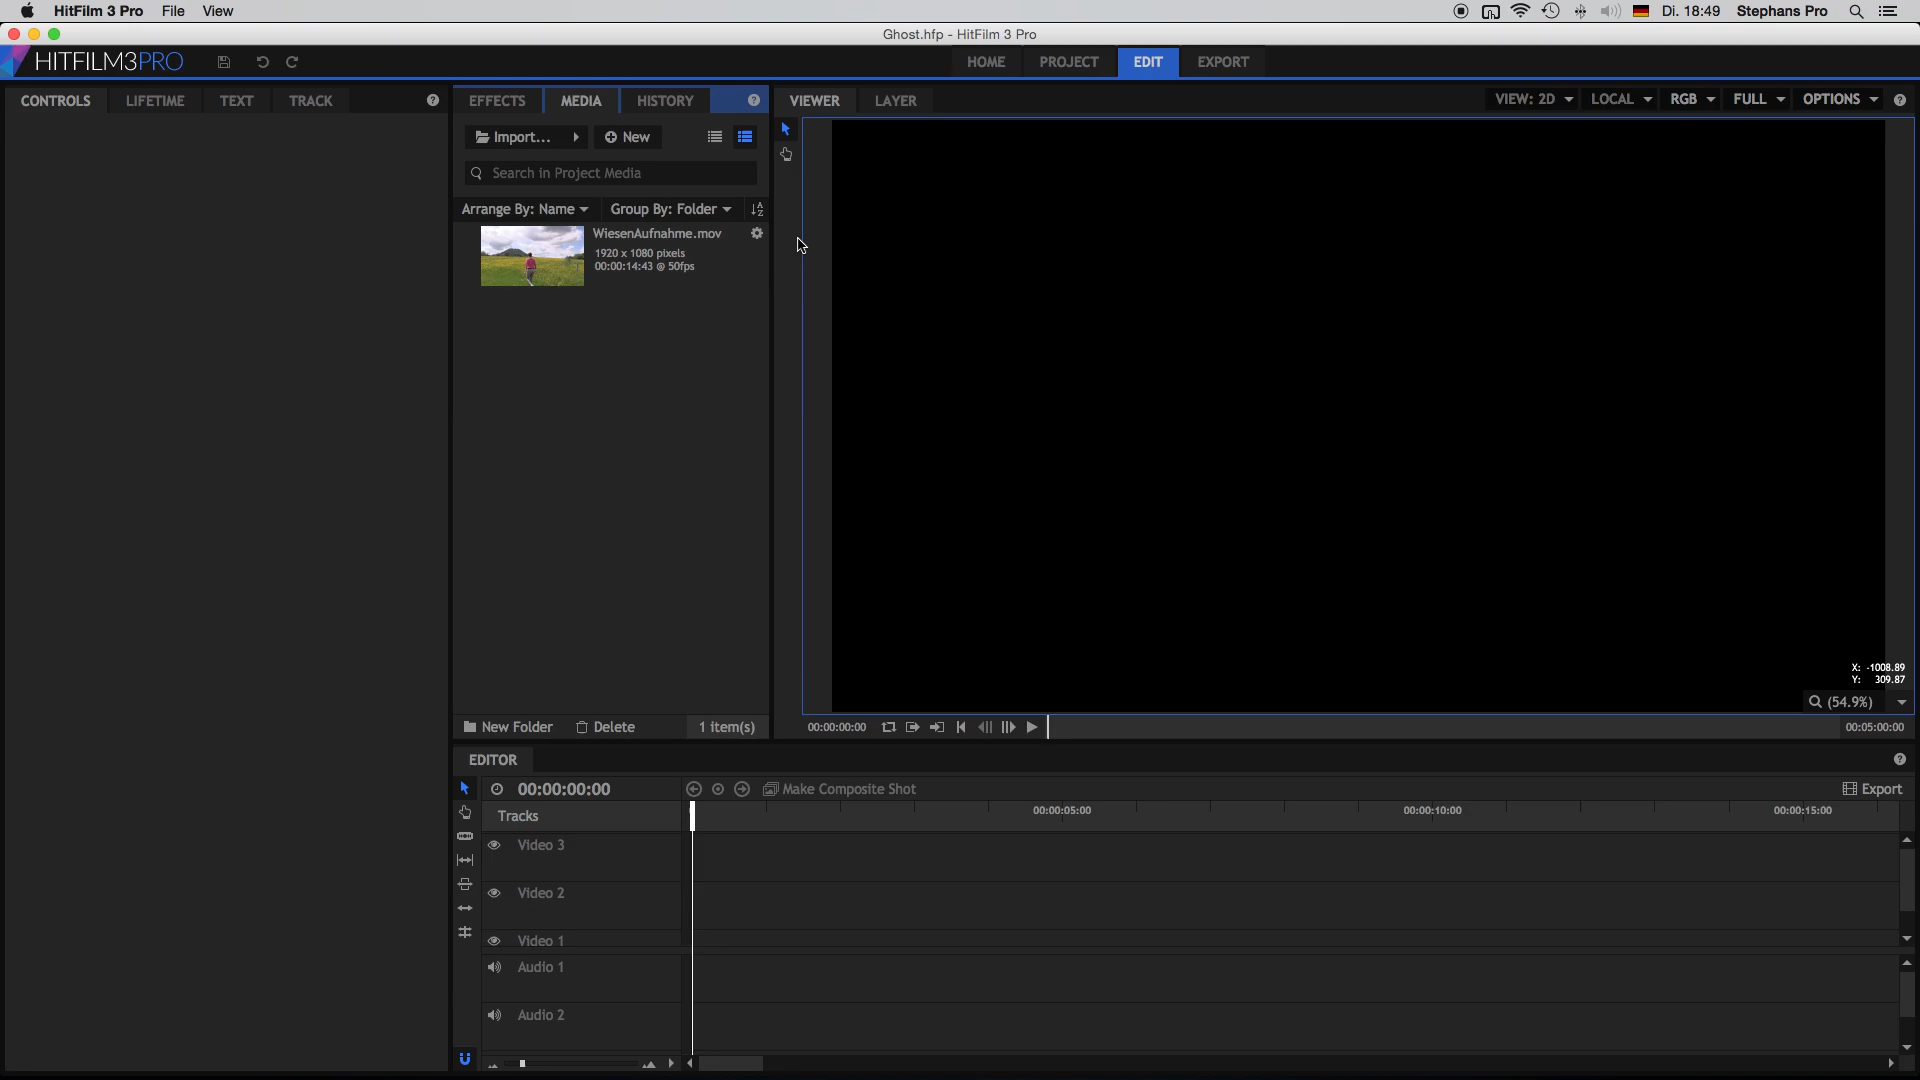 HitFilm 3 Pro File View Di. 18:49 Stephans Pro
Ghost.hfp - HitFilm 3 Pro
HITFILM3PRO HOME PROJECT EDIT EXPORT
CONTROLS LIFETIME TEXT TRACK
EFFECTS MEDIA HISTORY
VIEWER LAYER VIEW: 2D LOCAL RGB FULL OPTIONS
Import... New
Search in Project Media
Arrange By: Name Group By: Folder
WiesenAufnahme.mov
1920 x 1080 pixels
00:00:14:43 @ 50fps
X: -1008.89
Y: 309.87
(54.9%)
New Folder Delete 1 item(s)
00:00:00:00 00:05:00:00
EDITOR
00:00:00:00 Make Composite Shot Export
Tracks 00:00:05:00 00:00:10:00 00:00:15:00
Video 3
Video 2
Video 1
Audio 1
Audio 2